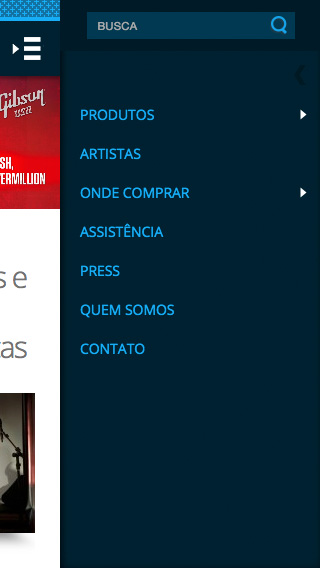 BUSCA
Gibson
USA
SH,
VERMILLION
PRODUTOS
ARTISTAS
ONDE COMPRAR
ASSISTÊNCIA
s e
PRESS
QUEM SOMOS
tas
CONTATO